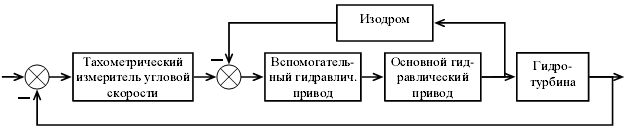 Изодром
Тахометрический
измеритель угловой
скорости
Вспомогатель-
ный гидравлич.
привод
Основной гид-
равлический
привод
Гидро-
турбина